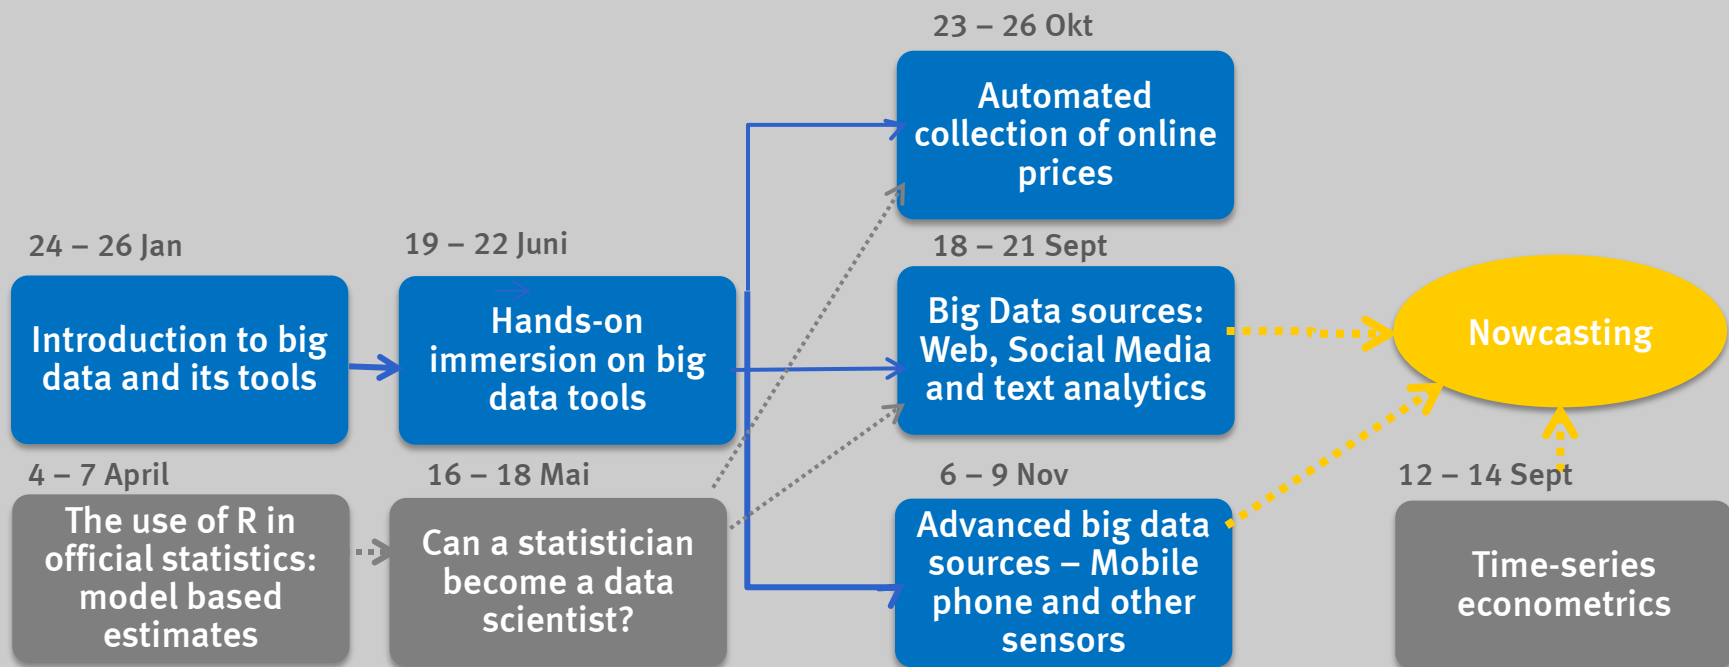 23 – 26 Okt
Automated
collection of online
prices
24 – 26 Jan
Introduction to big
data and its tools
19 – 22 Juni
Hands-on
immersion on big
data tools
18 – 21 Sept
Big Data sources:
Web, Social Media
and text analytics
Nowcasting
4 – 7 April
The use of R in
official statistics:
model based
estimates
16 – 18 Mai
Can a statistician
become a data
scientist?
6 – 9 Nov
Advanced big data
sources – Mobile
phone and other
sensors
12 – 14 Sept
Time-series
econometrics